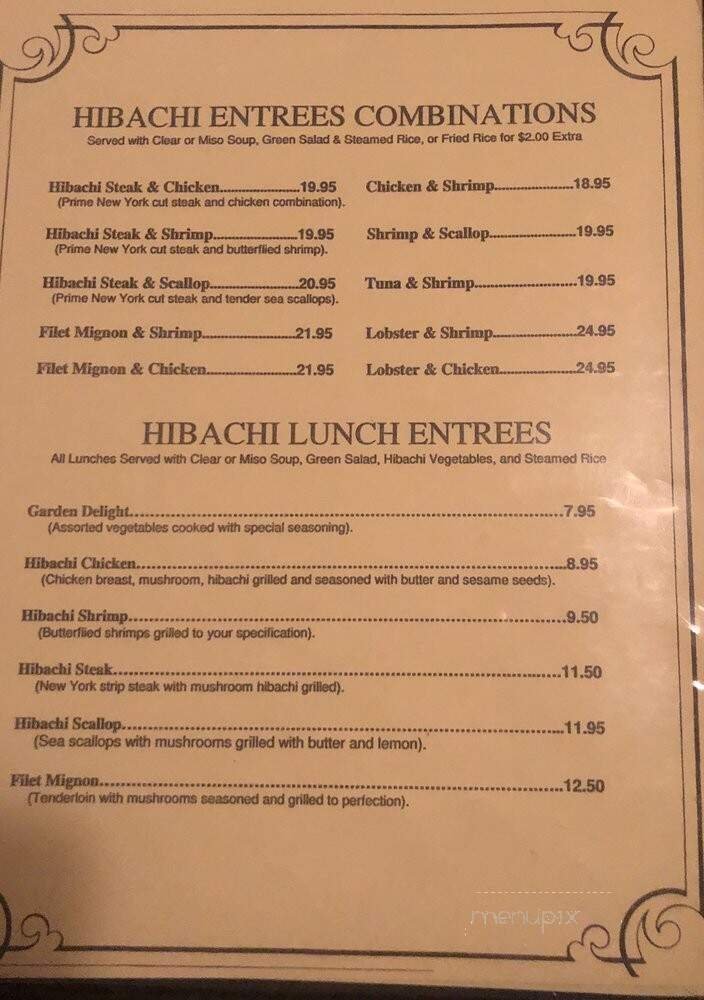 HIBACHI ENTREES COMBINATIONS
Served with Clear or Miso Soup, Green Salad & Steamed Rice, or Fried Rice for $2.00 Extra
Hibachi Steak & Chicken....................19.95
(Prime New York cut steak and chicken combination).
Hibachi Steak & Shrimp.....................19.95
(Prime New York cut steak and butterflied shrimp).
Hibachi Steak & Scallop.....................20.95
(Prime New York cut steak and tender sea scallops).
Filet Mignon & Shrimp.......................21.95
Filet Mignon & Chicken......................21.95
Chicken & Shrimp....................18.95
Shrimp & Scallop.....................19.95
Tuna & Shrimp.........................19.95
Lobster & Shrimp.....................24.95
Lobster & Chicken...................24.95
HIBACHI LUNCH ENTREES
All Lunches Served with Clear or Miso Soup, Green Salad, Hibachi Vegetables, and Steamed Rice
Garden Delight..........................................................................7.95
(Assorted vegetables cooked with special seasoning).
Hibachi Chicken.........................................................................8.95
(Chicken breast, mushroom, hibachi grilled and seasoned with butter and sesame seeds).
Hibachi Shrimp..........................................................................9.50
(Butterflied shrimps grilled to your specification).
Hibachi Steak...........................................................................11.50
(New York strip steak with mushroom hibachi grilled).
Hibachi Scallop.........................................................................11.95
(Sea scallops with mushrooms grilled with butter and lemon).
Filet Mignon............................................................................12.50
(Tenderloin with mushrooms seasoned and grilled to perfection).
menupix